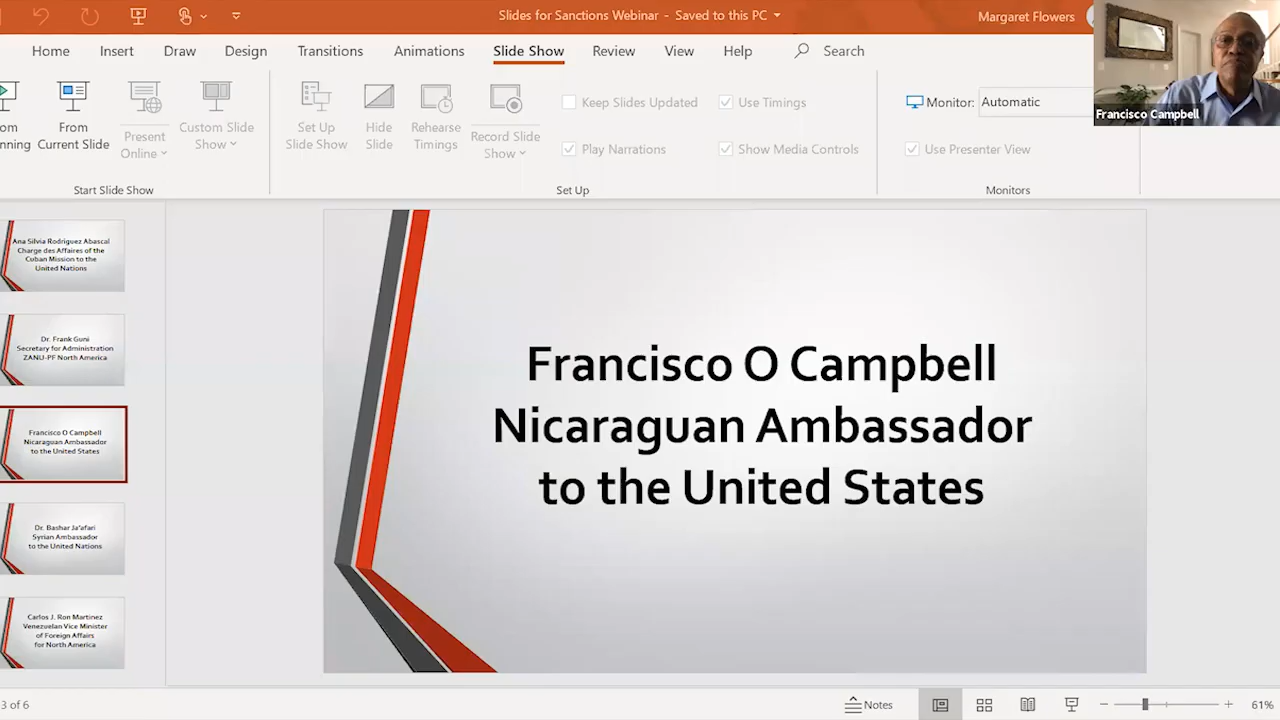 Slides for Sanctions Webinar - Saved to this PC
Margaret Flowers
Home Insert Draw Design Transitions Animations Slide Show Review View Help Search
From Current Slide
Present Online
Custom Slide Show
Set Up Slide Show
Hide Slide
Rehearse Timings
Record Slide Show
Keep Slides Updated
Use Timings
Play Narrations
Show Media Controls
Monitor: Automatic
Use Presenter View
Start Slide Show
Set Up
Monitors
Francisco Campbell
Ana Silvia Rodriguez Abascal
Charge des Affaires of the
Cuban Mission to the
United Nations
Dr. Frank Guni
Secretary for Administration
ZANU-PF North America
Francisco O Campbell
Nicaraguan Ambassador
to the United States
Dr. Bashar Ja'afari
Syrian Ambassador
to the United Nations
Carlos J. Ron Martinez
Venezuelan Vice Minister
of Foreign Affairs
for North America
Francisco O Campbell
Nicaraguan Ambassador
to the United States
3 of 6
Notes
61%